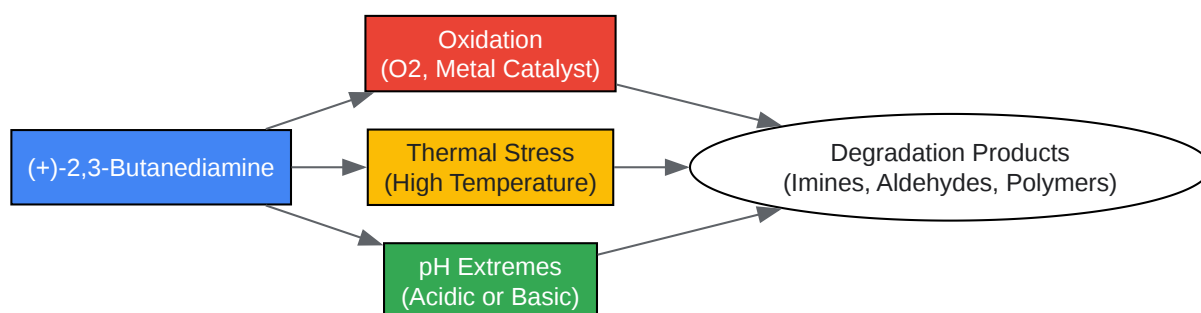 Oxidation
(O2, Metal Catalyst)
(+)-2,3-Butanediamine
Thermal Stress
(High Temperature)
Degradation Products
(Imines, Aldehydes, Polymers)
pH Extremes
(Acidic or Basic)